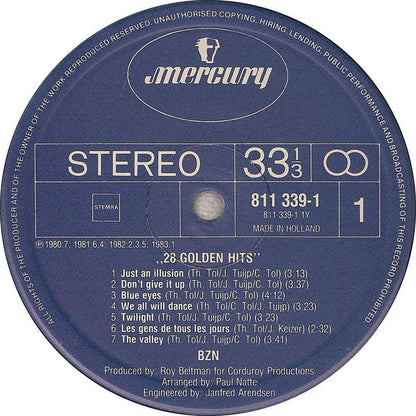 ALL RIGHTS OF THE PRODUCER AND OF THE OWNER OF THE WORK REPRODUCED RESERVED. UNAUTHORISED COPYING, HIRING, LENDING, PUBLIC PERFORMANCE AND BROADCASTING OF THIS RECORD PROHIBITED
mercury
STEREO
33 1/3
STEMRA
811 339-1
811 339-1.1Y
MADE IN HOLLAND
1
℗ 1980:7. 1981:6.4; 1982:2.3.5; 1983:1
,,28 GOLDEN HITS''
1 Just an illusion (Th. Tol/J. Tuijp/C. Tol) (3.13)
2 Don't give it up (Th. Tol/J. Tuijp/C. Tol) (3:37)
3 Blue eyes (Th. Tol/J. Tuijp/C. Tol) (4:12)
4 We all will dance (Th. Tol/C. Tol/J. Tuijp) (3:23)
5 Twilight (Th. Tol/J. Tuijp/C. Tol) (3:05)
6 Les gens de tous les jours (Th. Tol/J. Keizer) (2:32)
7 The valley (Th. Tol/J. Tuijp/C. Tol) (3:41)
BZN
Produced by: Roy Beltman for Corduroy Productions
Arranged by: Paul Natte
Engineered by: Janfred Arendsen